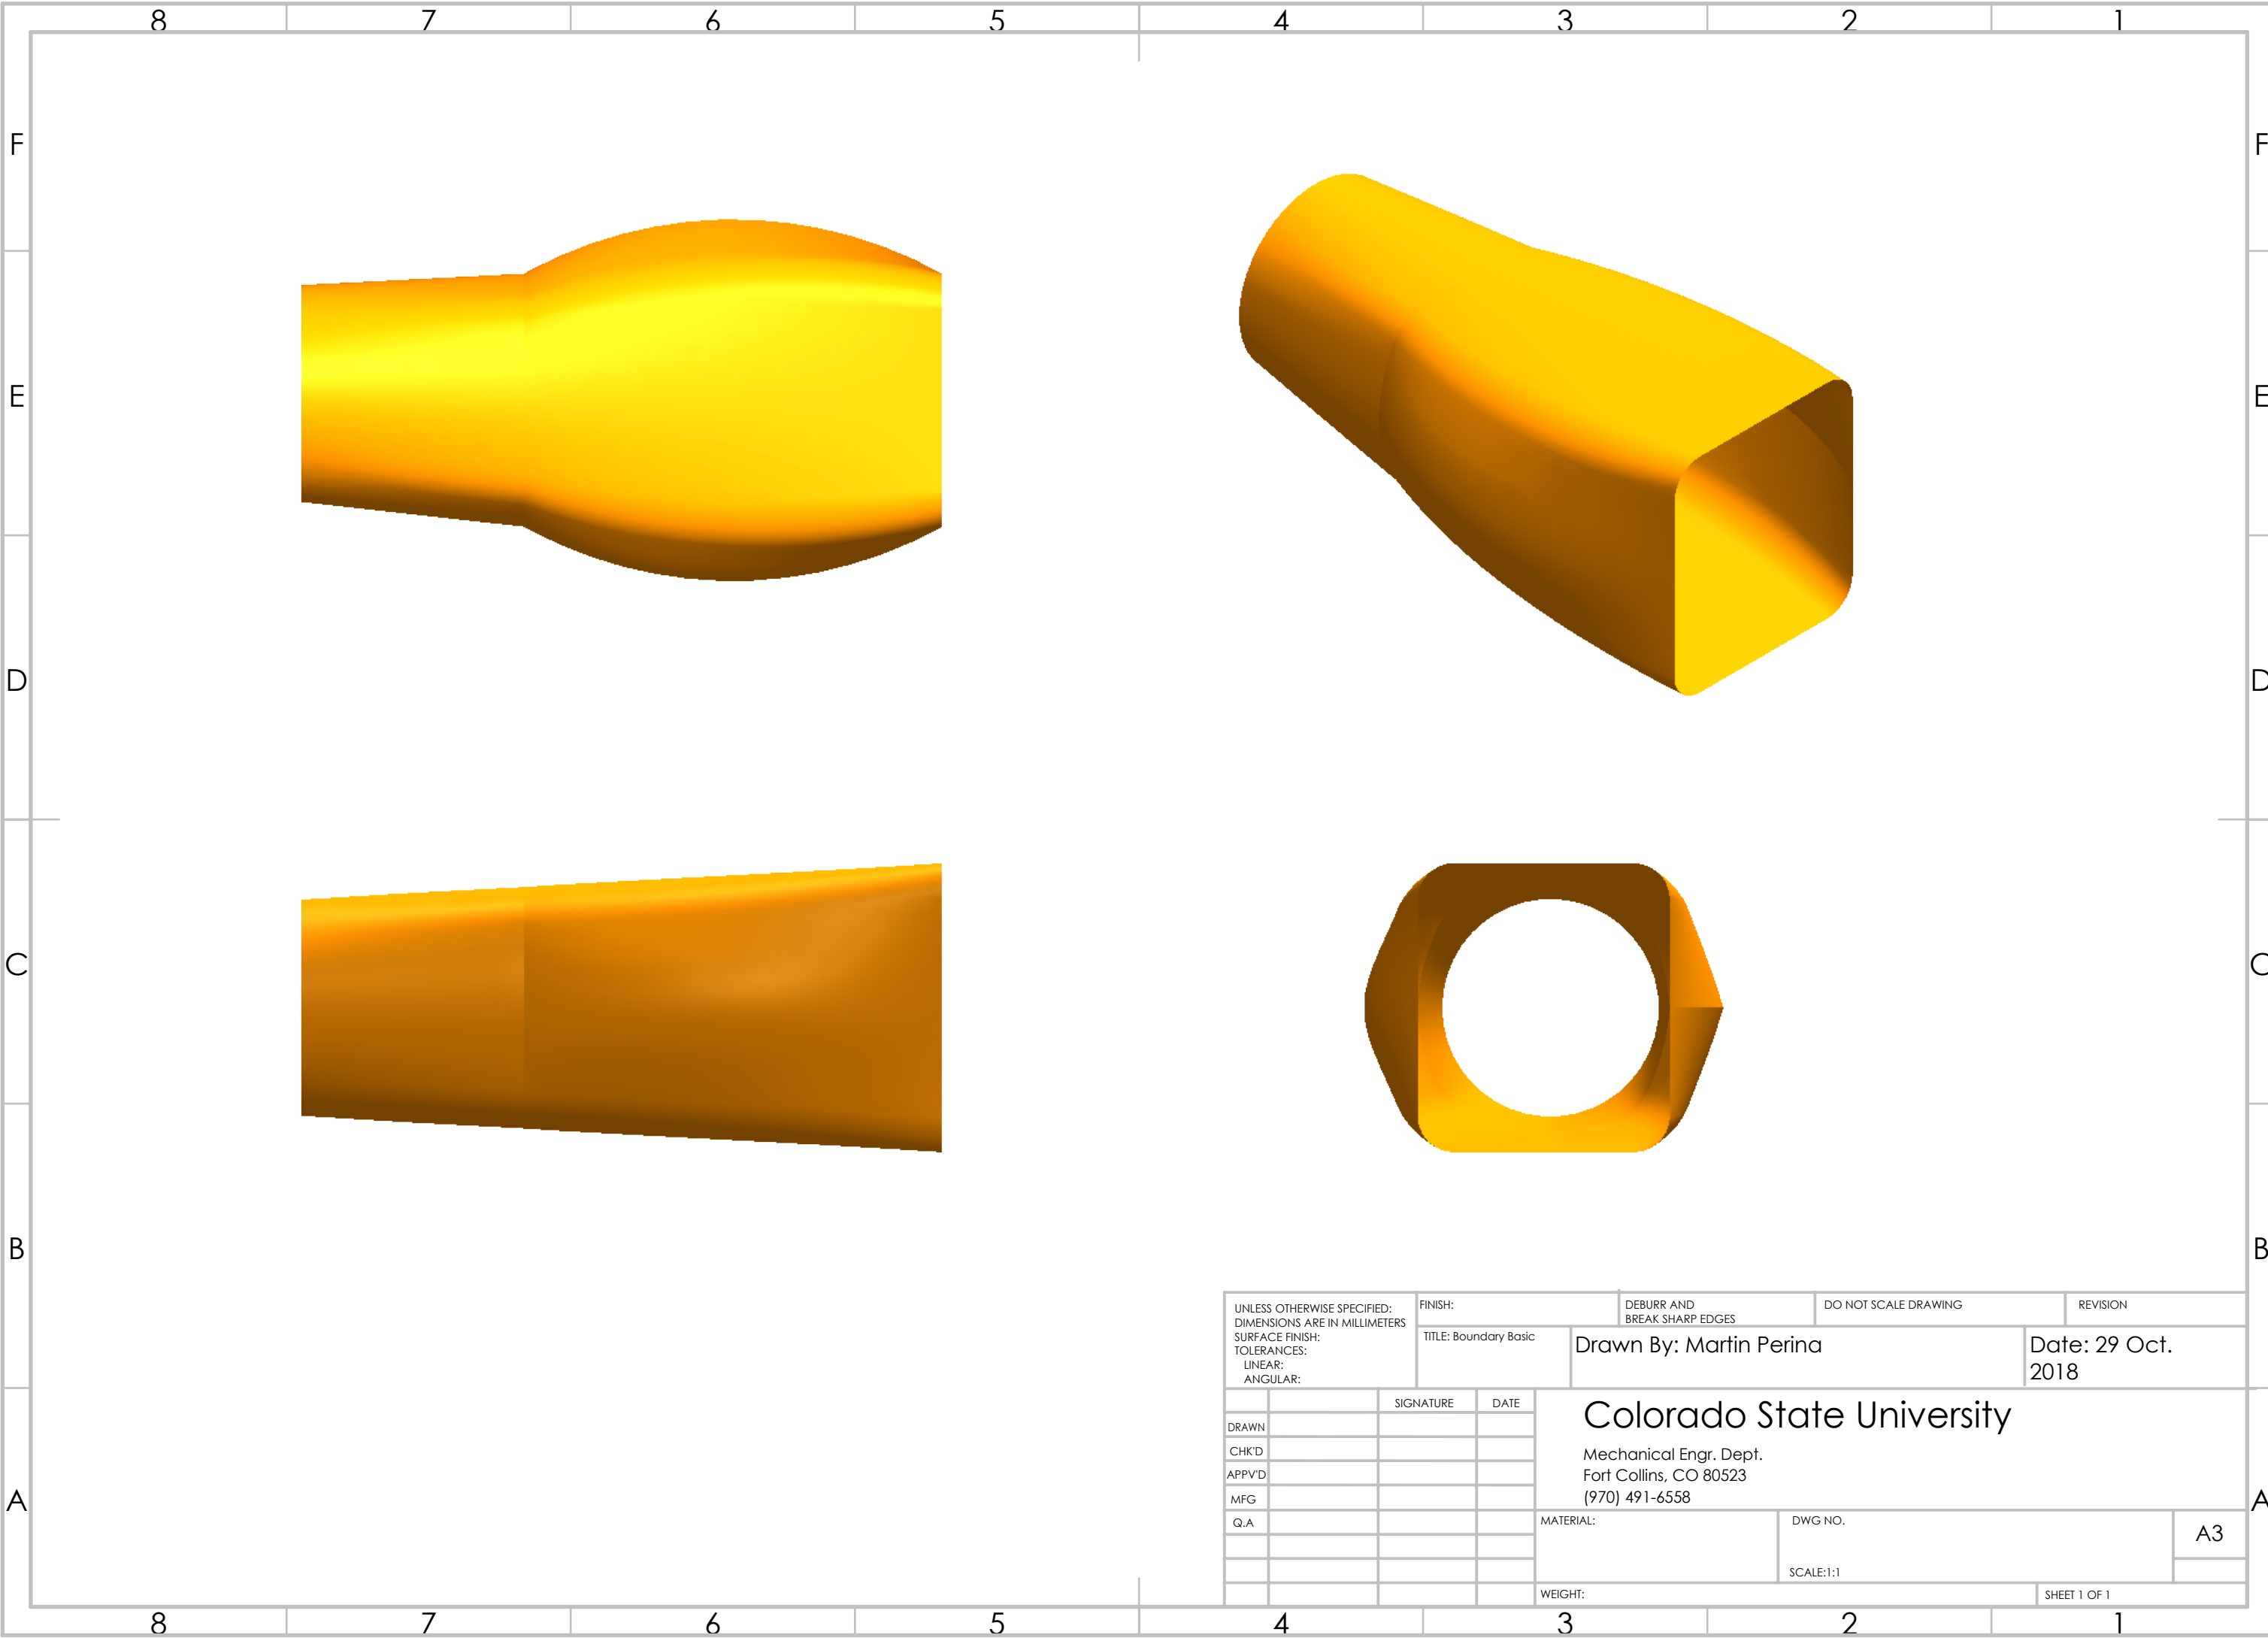 8 7 6 5 4 3 2 1
F F
E E
D D
C C
B B
A A
UNLESS OTHERWISE SPECIFIED:
DIMENSIONS ARE IN MILLIMETERS
SURFACE FINISH:
TOLERANCES:
LINEAR:
ANGULAR:
FINISH:
DEBURR AND
BREAK SHARP EDGES
DO NOT SCALE DRAWING
REVISION
TITLE: Boundary Basic
Drawn By: Martin Perina
Date: 29 Oct.
2018
SIGNATURE DATE
DRAWN
CHK'D
APPV'D
MFG
Q.A
Colorado State University
Mechanical Engr. Dept.
Fort Collins, CO 80523
(970) 491-6558
MATERIAL:
DWG NO.
A3
SCALE:1:1
WEIGHT:
SHEET 1 OF 1
8 7 6 5 4 3 2 1